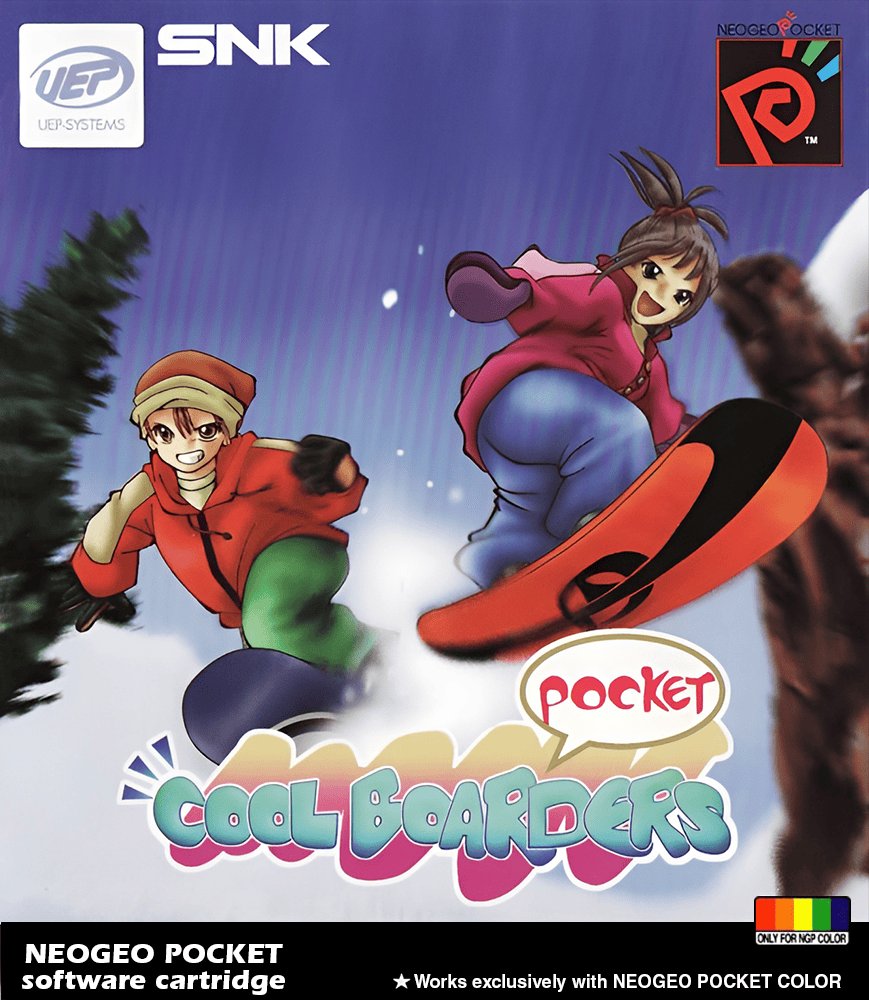 UEP
UEP-SYSTEMS
SNK
NEOGEO POCKET
TM
POCKET
COOL BOARDERS
ONLY FOR NGP COLOR
NEOGEO POCKET
software cartridge
★ Works exclusively with NEOGEO POCKET COLOR